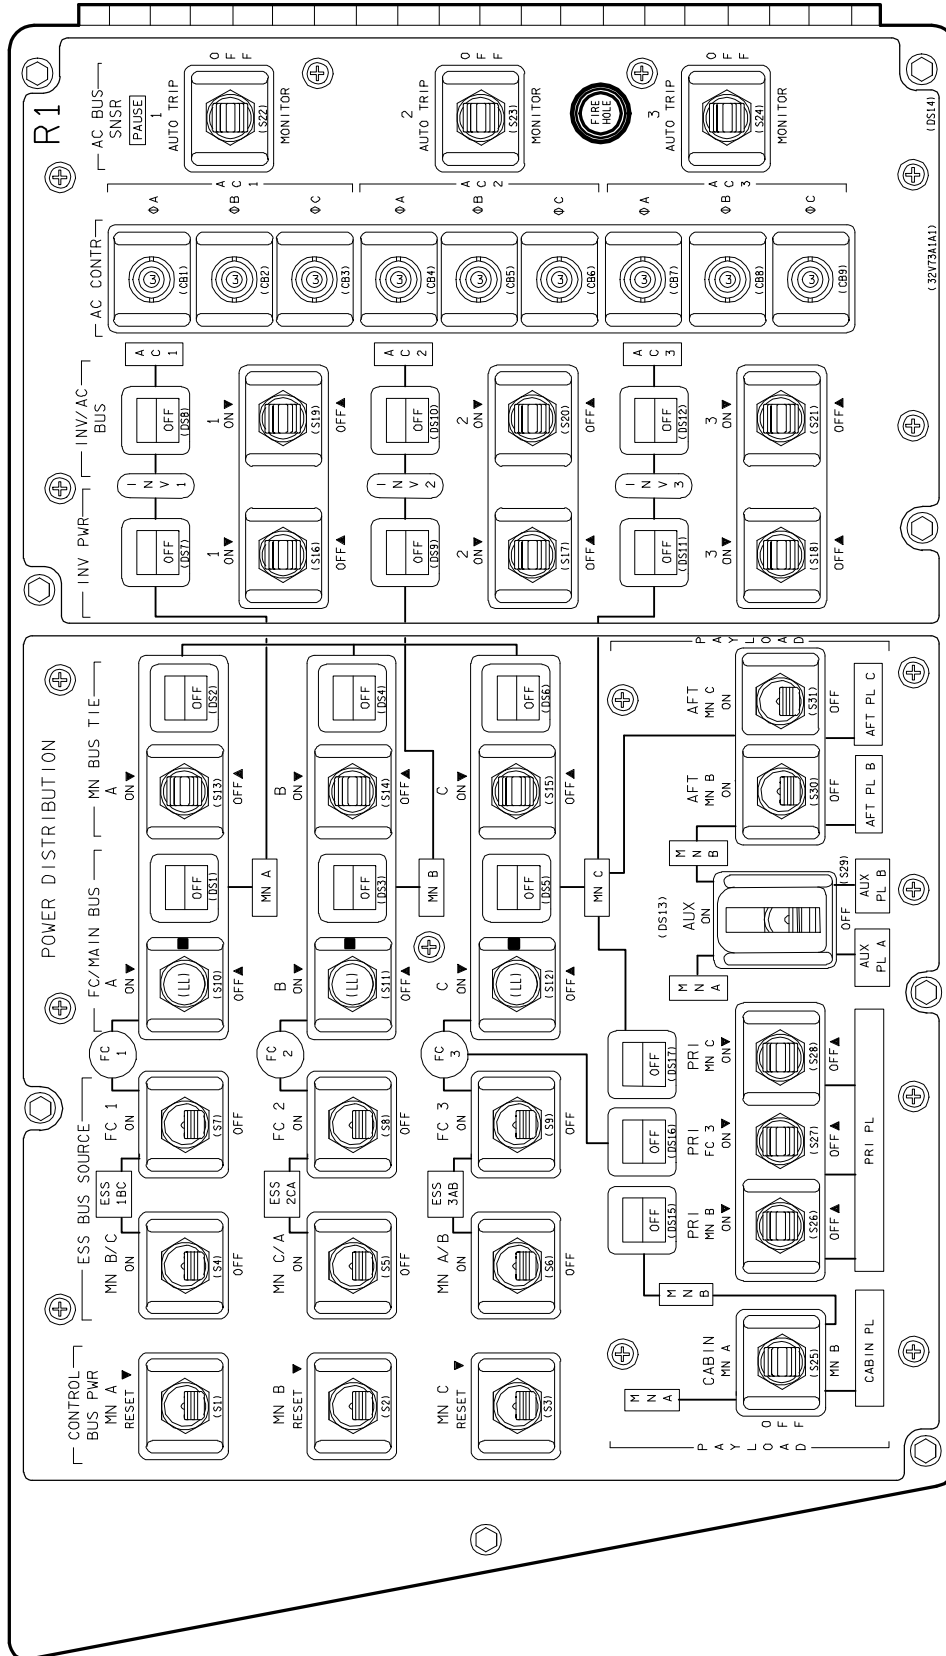 POWER DISTRIBUTION
CONTROL BUS PWR
ESS BUS SOURCE
FC/MAIN BUS
MN BUS TIE
MN A
RESET▼
(S1)
MN B/C
ON
(S4)
OFF
ESS 1BC
FC 1
ON
(S7)
OFF
FC 1
A
ON▼
(LL)
(S10)
OFF▲
OFF
(DS1)
MN A
A
ON▼
(S13)
OFF▲
OFF
(DS2)
MN B
RESET▼
(S2)
MN C/A
ON
(S5)
OFF
ESS 2CA
FC 2
ON
(S8)
OFF
FC 2
B
ON▼
(LL)
(S11)
OFF▲
OFF
(DS3)
MN B
B
ON▼
(S14)
OFF▲
OFF
(DS4)
MN C
RESET▼
(S3)
MN A/B
ON
(S6)
OFF
ESS 3AB
FC 3
ON
(S9)
OFF
FC 3
C
ON▼
(LL)
(S12)
OFF▲
OFF
(DS5)
MN C
C
ON▼
(S15)
OFF▲
OFF
(DS6)
PAYLOAD
MNA
CABIN
MN A
(S25)
MN B
OFF
CABIN PL
MNB
OFF
(DS15)
PRI
MN B
ON▼
(S26)
OFF▲
OFF
(DS16)
PRI
FC 3
ON▼
(S27)
OFF▲
OFF
(DS17)
PRI
MN C
ON▼
(S28)
OFF▲
PRI PL
MNA
(DS13)
AUX
ON
OFF
(S29)
AUX PL A
AUX PL B
MNB
AFT
MN B
ON
(S30)
OFF
AFT PL B
AFT
MN C
ON
(S31)
OFF
AFT PL C
PAYLOAD
R1
INV PWR
INV/AC BUS
AC CONTR
AC BUS SNSR
PAUSE
OFF
(DS7)
INV 1
OFF
(DS8)
AC 1
1
ON▼
(S16)
OFF▲
1
ON▼
(S19)
OFF▲
3
(CB1)
ΦA
3
(CB2)
ΦB
3
(CB3)
ΦC
AC 1
1
AUTO TRIP
(S22)
MONITOR
OFF
OFF
(DS9)
INV 2
OFF
(DS10)
AC 2
2
ON▼
(S17)
OFF▲
2
ON▼
(S20)
OFF▲
3
(CB4)
ΦA
3
(CB5)
ΦB
3
(CB6)
ΦC
AC 2
2
AUTO TRIP
(S23)
MONITOR
OFF
FIRE HOLE
OFF
(DS11)
INV 3
OFF
(DS12)
AC 3
3
ON▼
(S18)
OFF▲
3
ON▼
(S21)
OFF▲
3
(CB7)
ΦA
3
(CB8)
ΦB
3
(CB9)
ΦC
AC 3
3
AUTO TRIP
(S24)
MONITOR
OFF
(32V73A1A1)
(DS14)